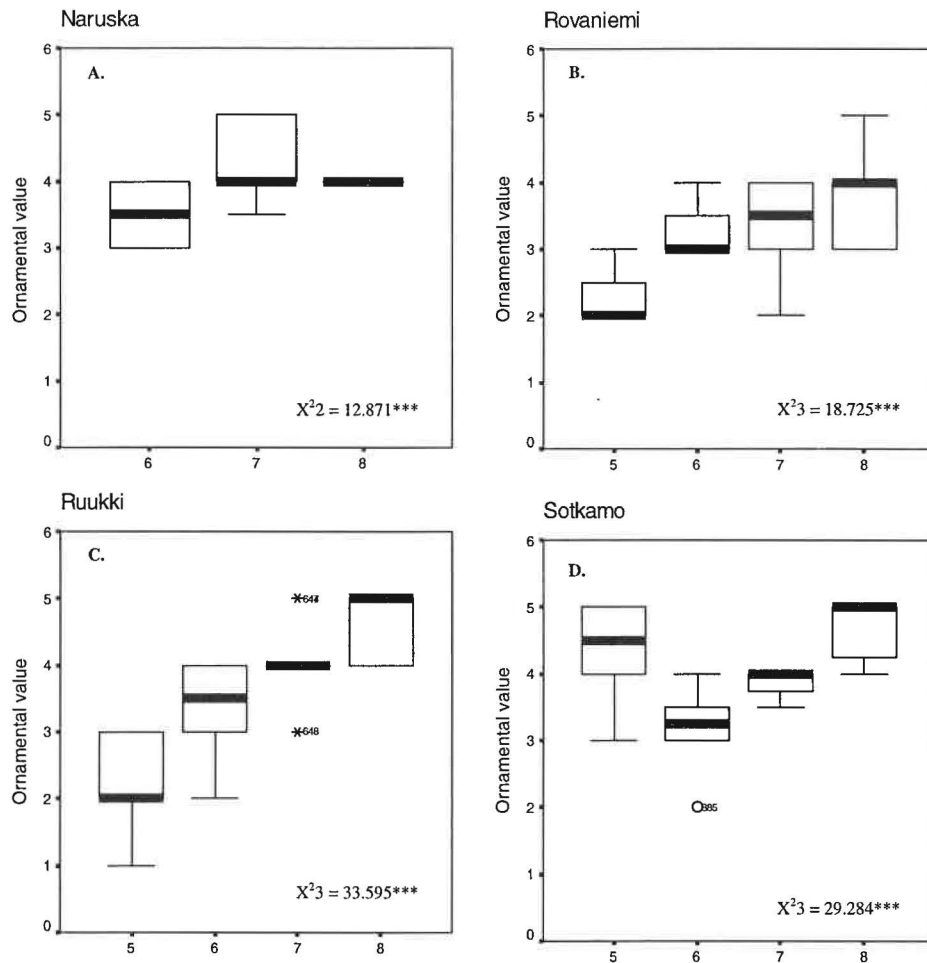 Naruska
A.
Ornamental value
6
5
4
3
2
1
0
X²2 = 12.871***
6 7 8
Rovaniemi
B.
Ornamental value
6
5
4
3
2
1
0
X²3 = 18.725***
5 6 7 8
Ruukki
C.
Ornamental value
6
5
4
3
2
1
0
648
X²3 = 33.595***
5 6 7 8
Sotkamo
D.
Ornamental value
6
5
4
3
2
1
0
X²3 = 29.284***
5 6 7 8